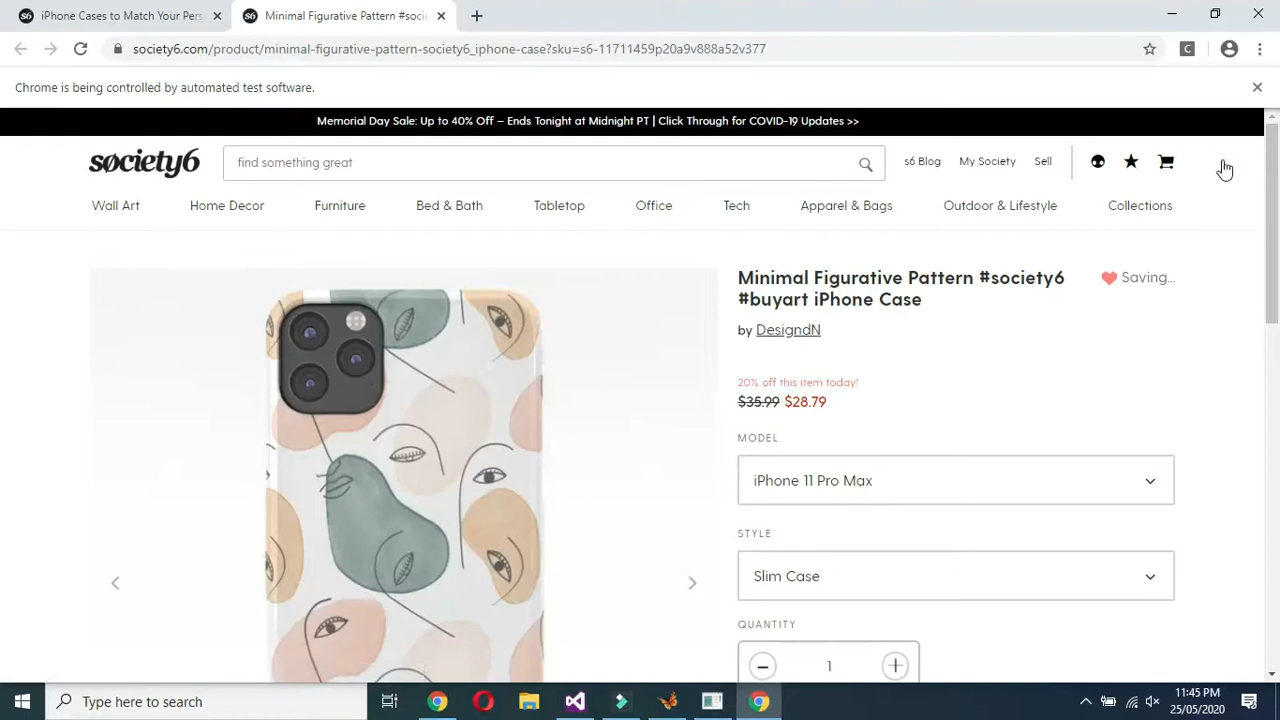 iPhone Cases to Match Your Pers
Minimal Figurative Pattern #socie
society6.com/product/minimal-figurative-pattern-society6_iphone-case?sku=s6-11711459p20a9v888a52v377
Chrome is being controlled by automated test software.
Memorial Day Sale: Up to 40% Off – Ends Tonight at Midnight PT | Click Through for COVID-19 Updates >>
society6
find something great
s6 Blog
My Society
Sell
Wall Art
Home Decor
Furniture
Bed & Bath
Tabletop
Office
Tech
Apparel & Bags
Outdoor & Lifestyle
Collections
Minimal Figurative Pattern #society6
#buyart iPhone Case
Saving...
by DesigndN
20% off this item today!
$35.99 $28.79
MODEL
iPhone 11 Pro Max
STYLE
Slim Case
QUANTITY
1
Type here to search
11:45 PM
25/05/2020